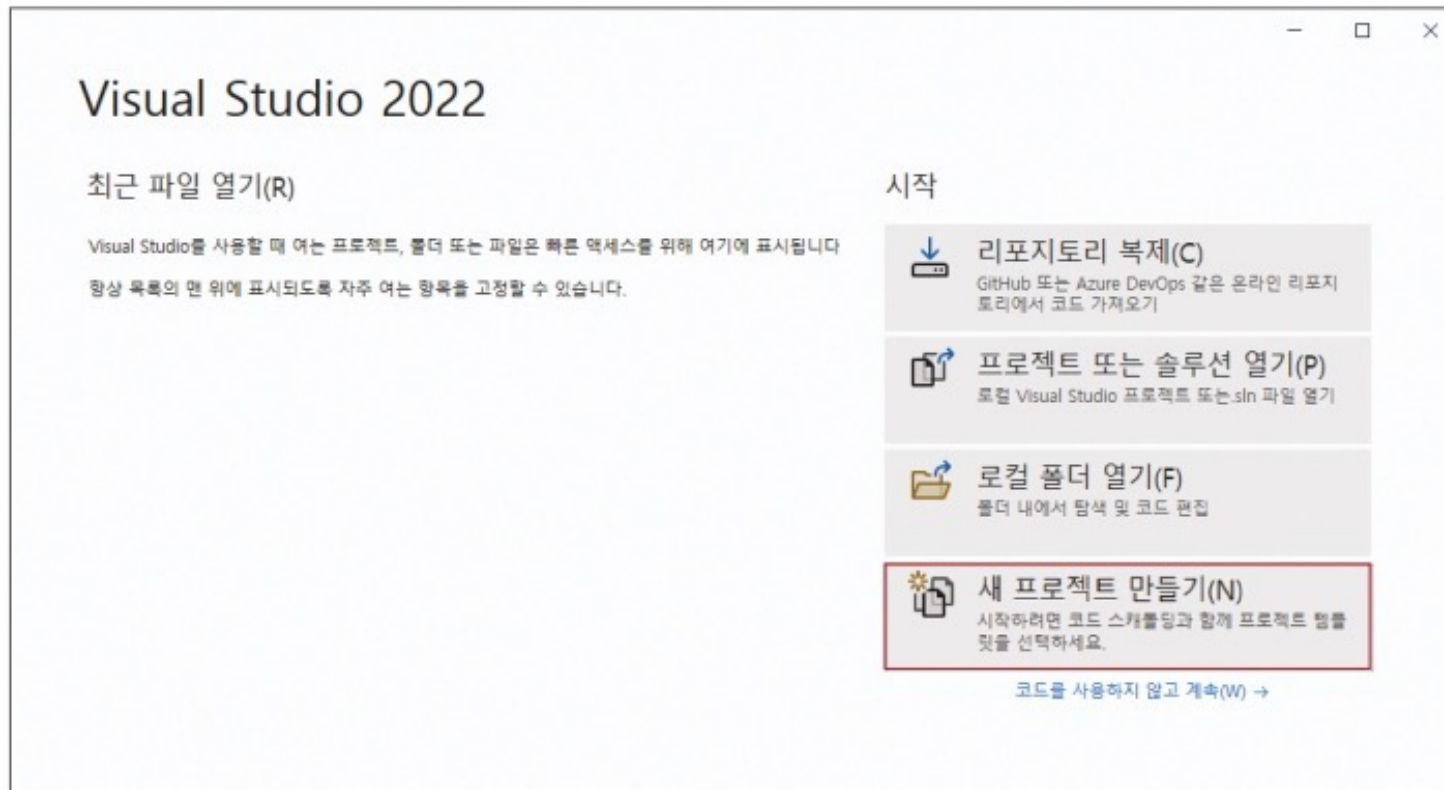 Visual Studio 2022
최근 파일 열기(R)
Visual Studio를 사용할 때 여는 프로젝트, 폴더 또는 파일은 빠른 액세스를 위해 여기에 표시됩니다
항상 목록의 맨 위에 표시되도록 자주 여는 항목을 고정할 수 있습니다.
시작
리포지토리 복제(C)
GitHub 또는 Azure DevOps 같은 온라인 리포지
토리에서 코드 가져오기
프로젝트 또는 솔루션 열기(P)
로컬 Visual Studio 프로젝트 또는.sln 파일 열기
로컬 폴더 열기(F)
폴더 내에서 탐색 및 코드 편집
새 프로젝트 만들기(N)
시작하려면 코드 스캐폴딩과 함께 프로젝트 템플
릿을 선택하세요.
코드를 사용하지 않고 계속(W) →